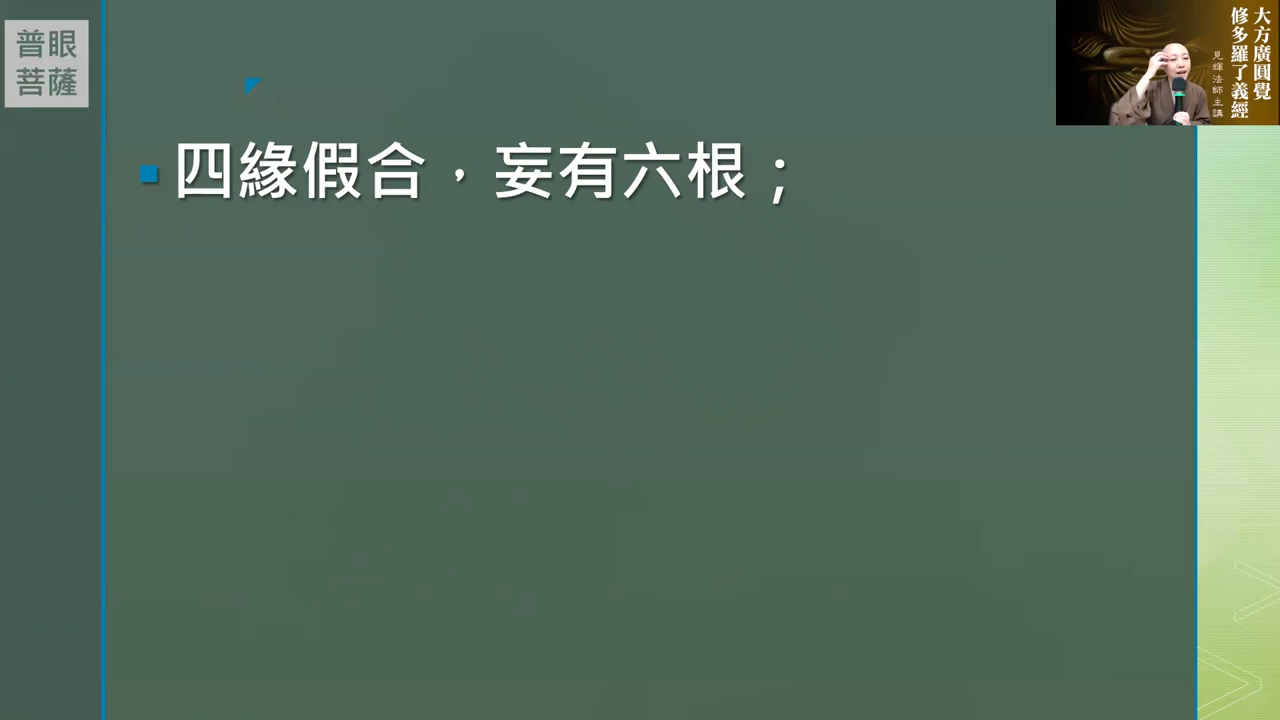 普眼
菩薩
四緣假合，妄有六根；
大方廣圓覺
修多羅了義經
見輝法師主講